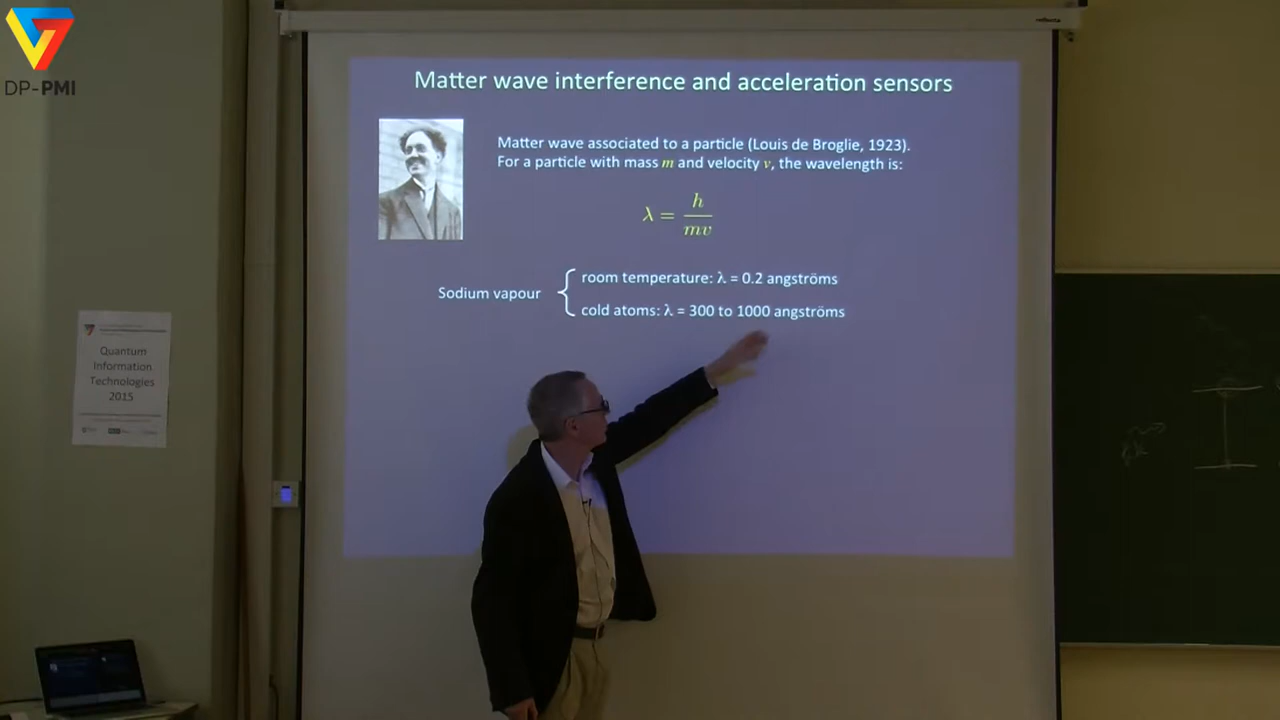 DP-PMI
reflecta
Matter wave interference and acceleration sensors
Matter wave associated to a particle (Louis de Broglie, 1923).
For a particle with mass m and velocity v, the wavelength is:
λ = h / mv
Sodium vapour
room temperature: λ = 0.2 angströms
cold atoms: λ = 300 to 1000 angströms
Quantum
Information
Technologies
2015